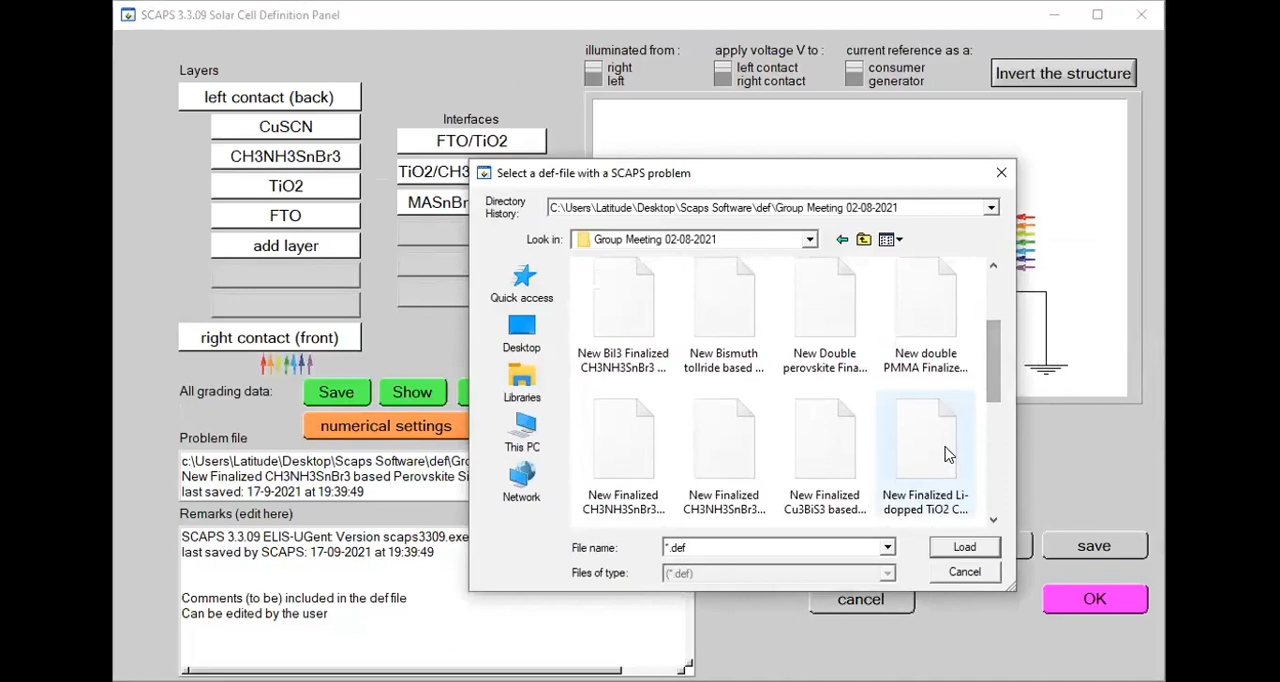 SCAPS 3.3.09 Solar Cell Definition Panel
illuminated from :
right
left
apply voltage V to :
left contact
right contact
current reference as a:
consumer
generator
Invert the structure
Layers
left contact (back)
CuSCN
CH3NH3SnBr3
TiO2
FTO
add layer
right contact (front)
Interfaces
FTO/TiO2
TiO2/CH3
MASnBr
All grading data:
Save
Show
numerical settings
Problem file
c:\Users\Latitude\Desktop\Scaps Software\def\Gro
New Finalized CH3NH3SnBr3 based Perovskite Si
last saved: 17-9-2021 at 19:39:49
Remarks (edit here)
SCAPS 3.3.09 ELIS-UGent: Version scaps3309.exe
last saved by SCAPS: 17-09-2021 at 19:39:49
Comments (to be) included in the def file
Can be edited by the user
Select a def-file with a SCAPS problem
Directory
History:
C:\Users\Latitude\Desktop\Scaps Software\def\Group Meeting 02-08-2021
Look in:
Group Meeting 02-08-2021
Quick access
Desktop
Libraries
This PC
Network
New BiI3 Finalized
CH3NH3SnBr3 ...
New Bismuth
tollride based ...
New Double
perovskite Fina...
New double
PMMA Finalize...
New Finalized
CH3NH3SnBr3...
New Finalized
CH3NH3SnBr3...
New Finalized
Cu3BiS3 based...
New Finalized Li-
dopped TiO2 C...
File name:
*.def
Load
Files of type:
(*.def)
Cancel
save
cancel
OK